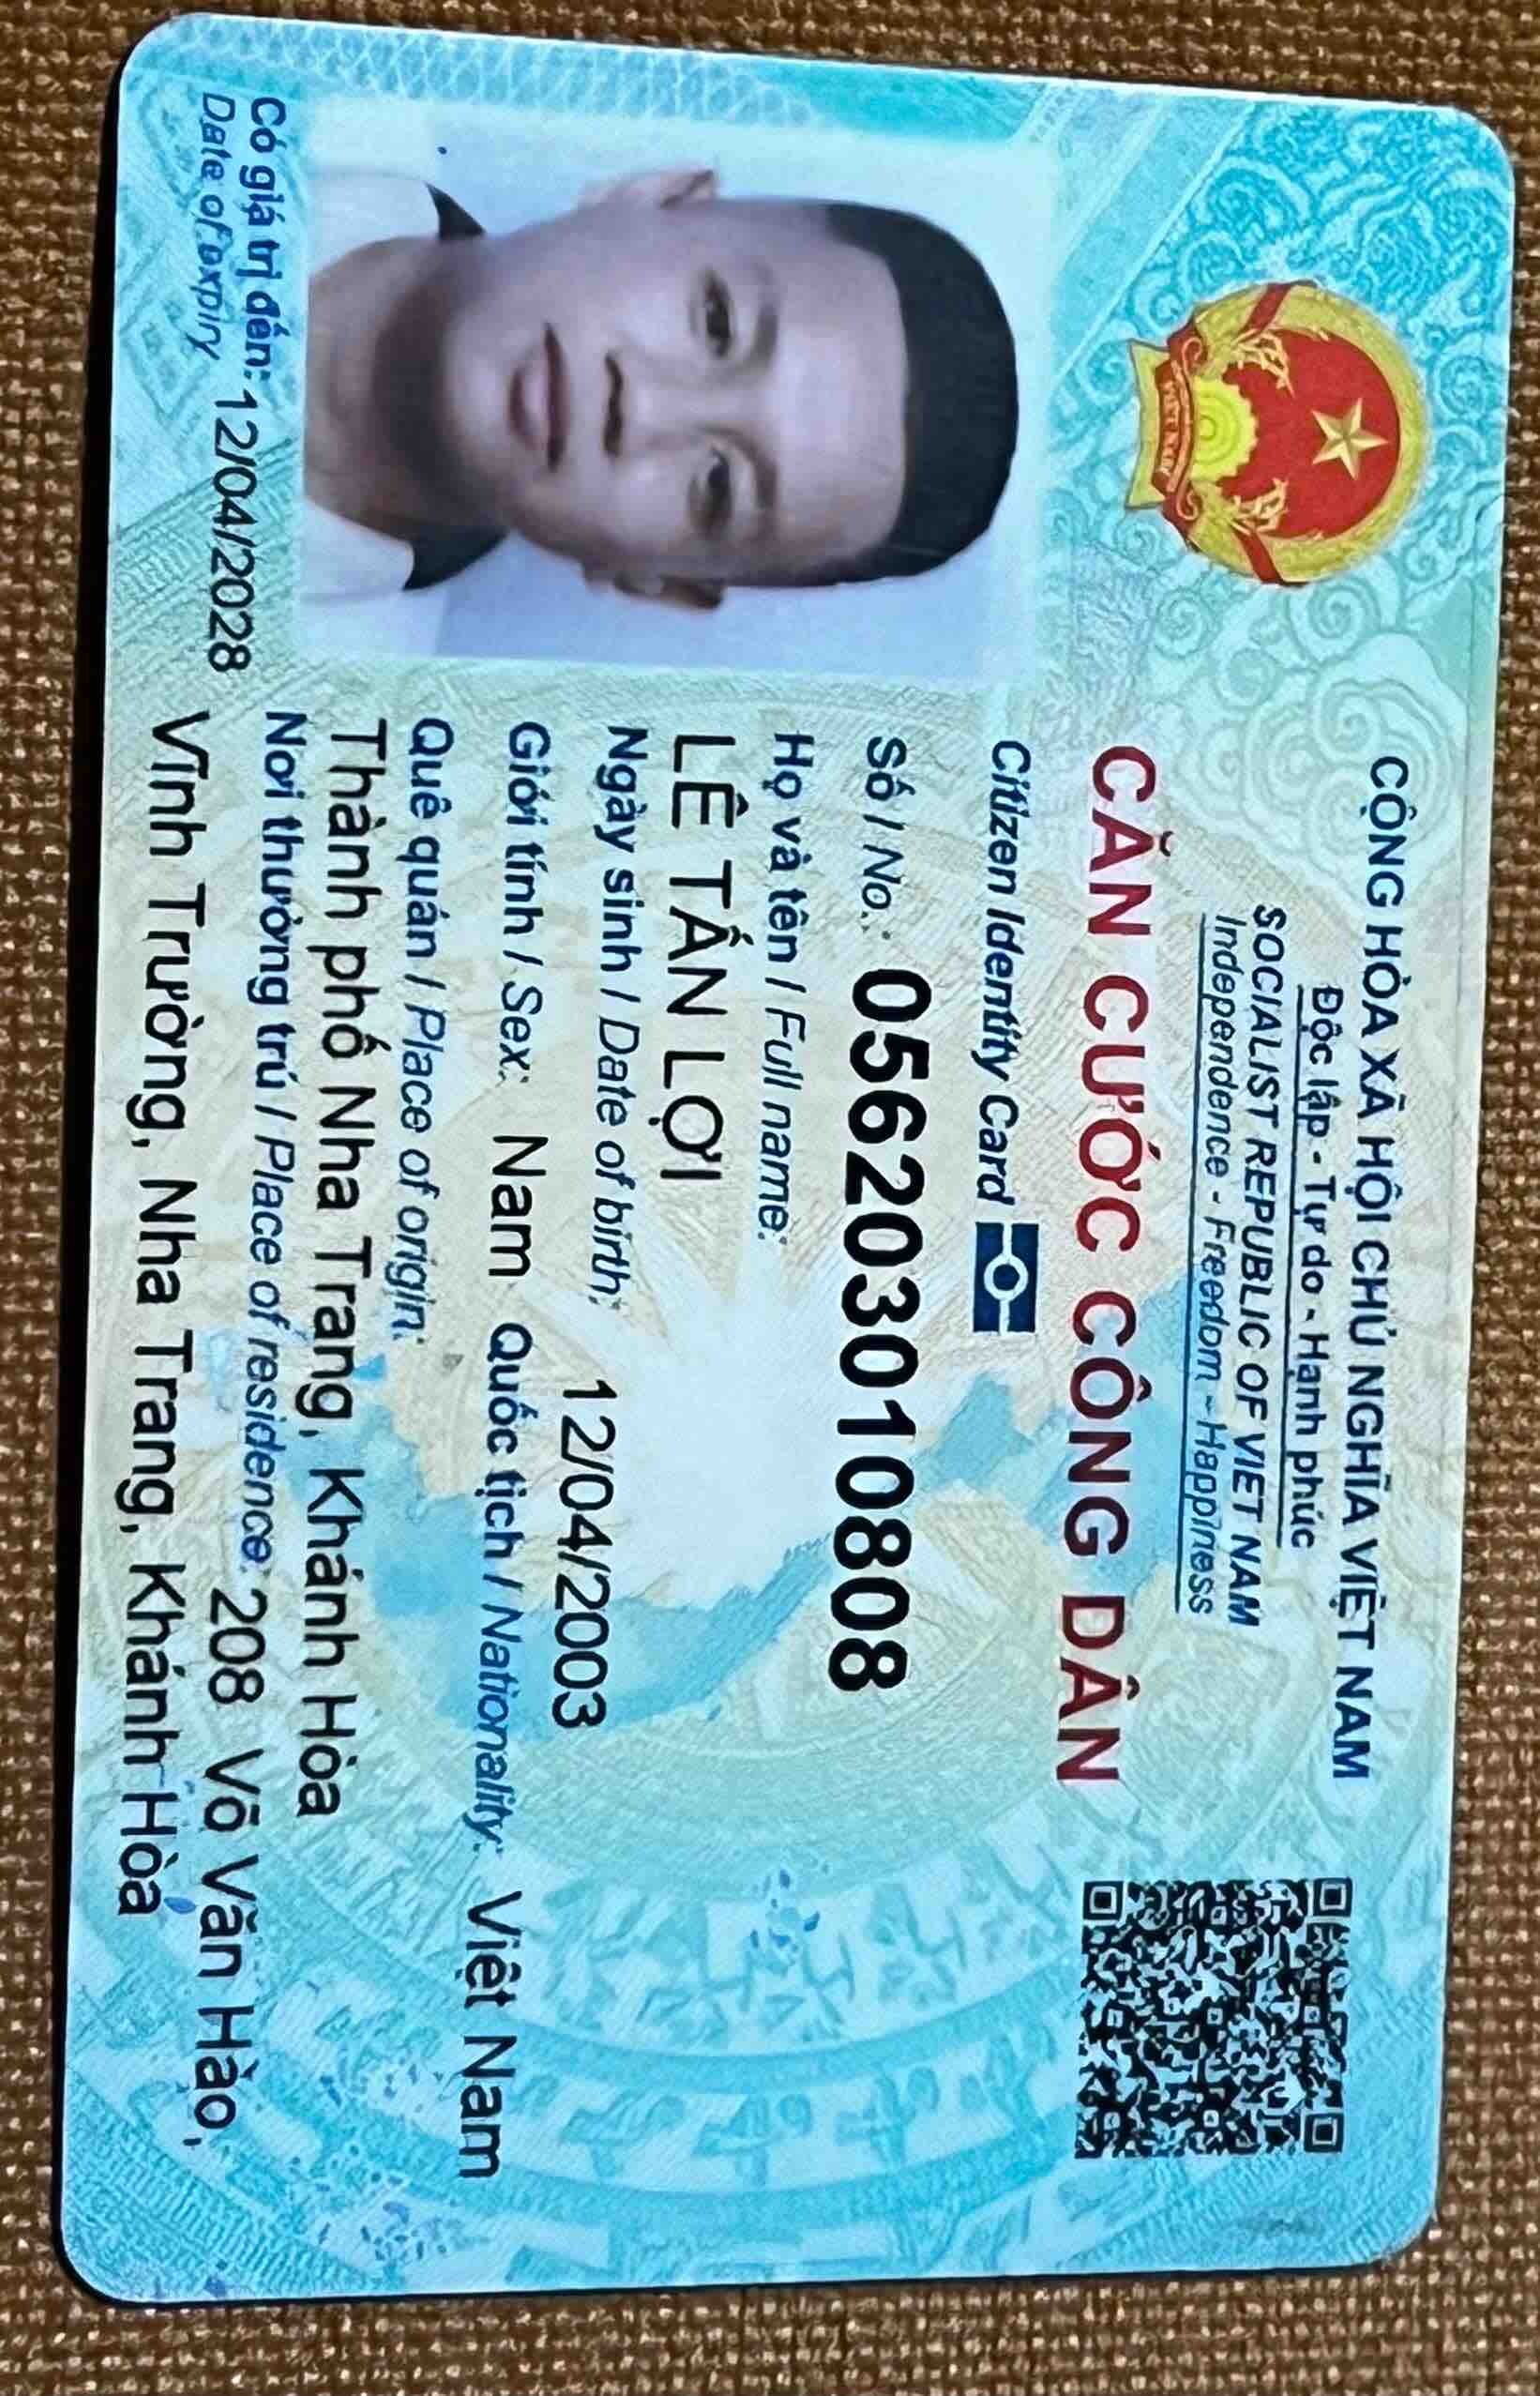 CỘNG HÒA XÃ HỘI CHỦ NGHĨA VIỆT NAM
Độc lập - Tự do - Hạnh phúc
SOCIALIST REPUBLIC OF VIET NAM
Independence - Freedom - Happiness
CĂN CƯỚC CÔNG DÂN
Citizen Identity Card
Số / No.: 056203010808
Họ và tên / Full name:
LÊ TẤN LỢI
Ngày sinh / Date of birth: 12/04/2003
Giới tính / Sex: Nam Quốc tịch / Nationality: Việt Nam
Quê quán / Place of origin:
Thành phố Nha Trang, Khánh Hòa
Nơi thường trú / Place of residence: 208 Võ Văn Hào,
Vĩnh Trường, Nha Trang, Khánh Hòa
Có giá trị đến: 12/04/2028
Date of expiry